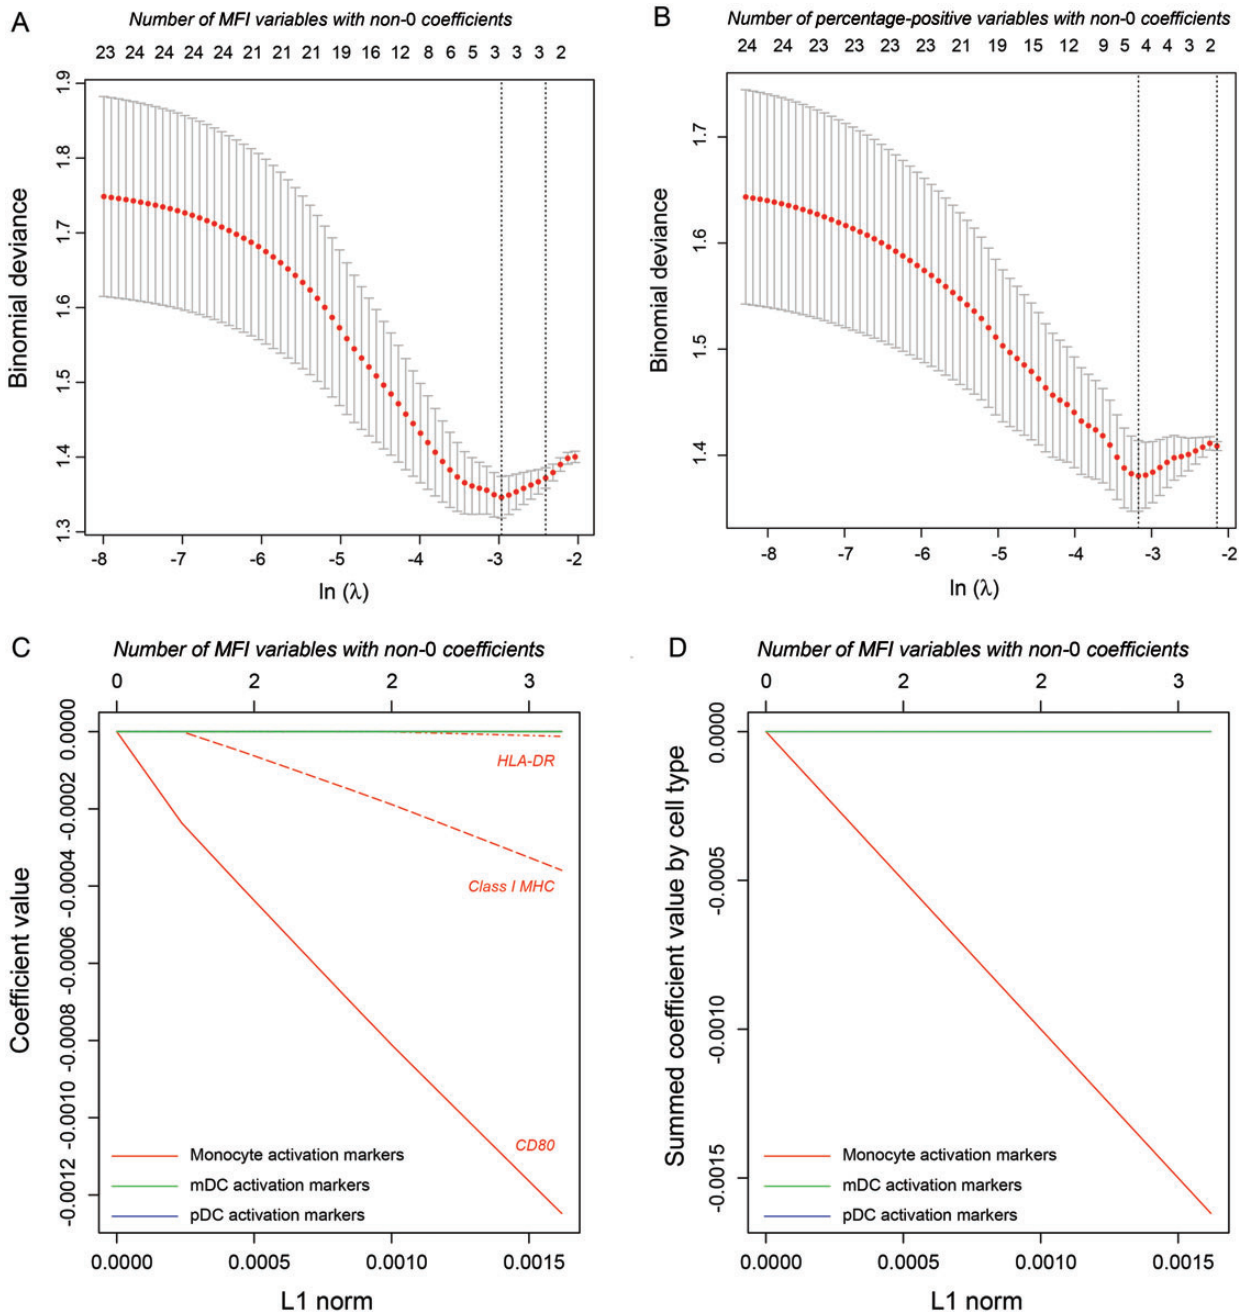 A
Number of MFI variables with non-0 coefficients
23 24 24 24 24 21 21 21 19 16 12 8 6 5 3 3 3 2
Binomial deviance
1.9
1.8
1.7
1.6
1.5
1.4
1.3
-8 -7 -6 -5 -4 -3 -2
ln (λ)
B
Number of percentage-positive variables with non-0 coefficients
24 24 23 23 23 23 21 19 15 12 9 5 4 4 3 2
Binomial deviance
1.7
1.6
1.5
1.4
-8 -7 -6 -5 -4 -3 -2
ln (λ)
C
Number of MFI variables with non-0 coefficients
0 2 2 3
Coefficient value
0.0000
-0.0002
-0.0004
-0.0006
-0.0008
-0.0010
-0.0012
HLA-DR
Class I MHC
CD80
Monocyte activation markers
mDC activation markers
pDC activation markers
0.0000 0.0005 0.0010 0.0015
L1 norm
D
Number of MFI variables with non-0 coefficients
0 2 2 3
Summed coefficient value by cell type
0.0000
-0.0005
-0.0010
-0.0015
Monocyte activation markers
mDC activation markers
pDC activation markers
0.0000 0.0005 0.0010 0.0015
L1 norm